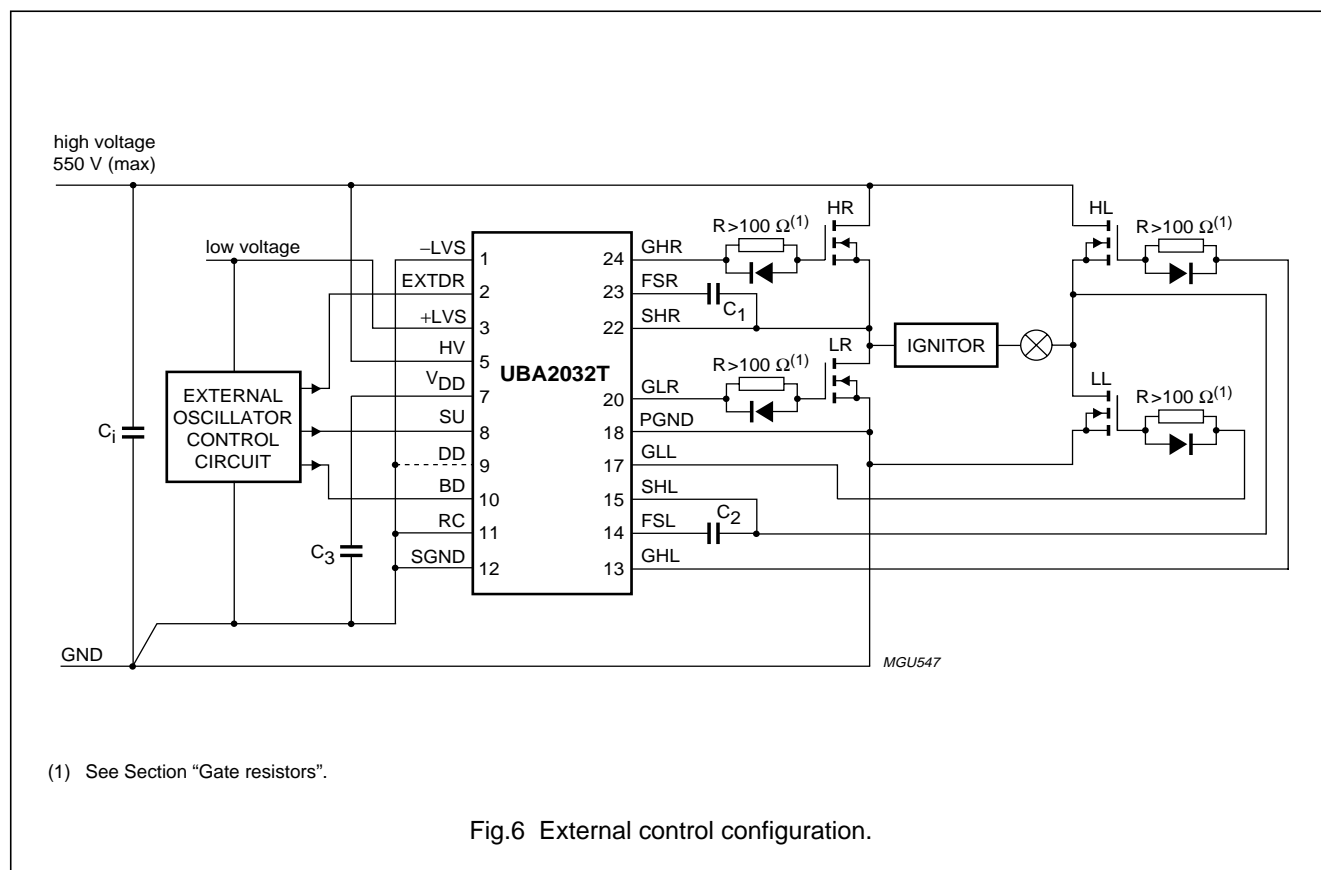 high voltage
550 V (max)
low voltage
EXTERNAL
OSCILLATOR
CONTROL
CIRCUIT
Ci
C3
GND
−LVS
1
EXTDR
2
+LVS
3
HV
5
VDD
7
SU
8
DD
9
BD
10
RC
11
SGND
12
UBA2032T
24
GHR
23
FSR
22
SHR
20
GLR
18
PGND
17
GLL
15
SHL
14
FSL
13
GHL
R>100 Ω(1)
HR
C1
R>100 Ω(1)
LR
C2
IGNITOR
HL
R>100 Ω(1)
LL
R>100 Ω(1)
MGU547
(1) See Section “Gate resistors”.
Fig.6 External control configuration.